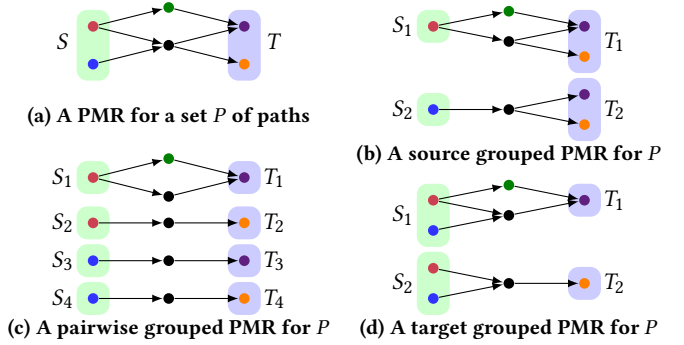 S T
(a) A PMR for a set P of paths
S₁ T₁
S₂ T₂
(b) A source grouped PMR for P
S₁ T₁
S₂ T₂
S₃ T₃
S₄ T₄
(c) A pairwise grouped PMR for P
S₁ T₁
S₂ T₂
(d) A target grouped PMR for P